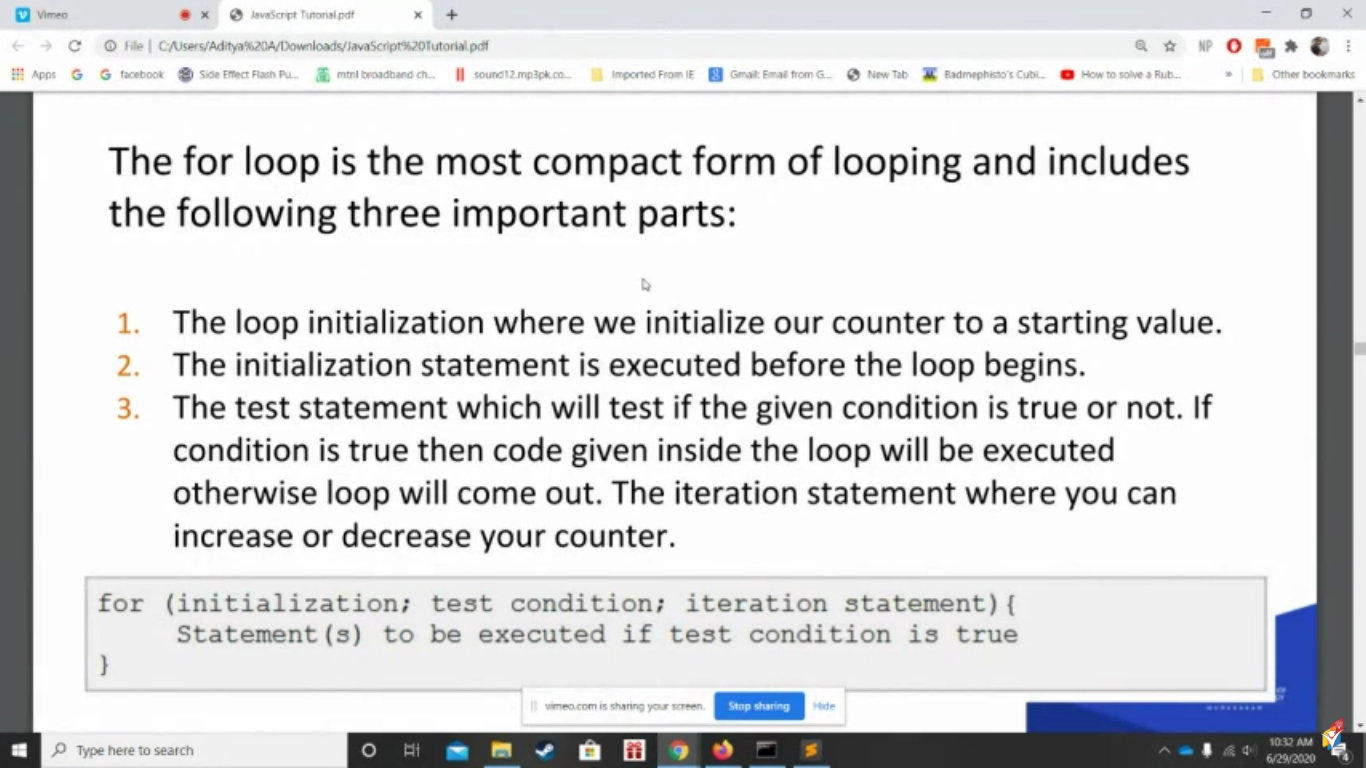 Vimeo
JavaScript Tutorial.pdf
File | C:/Users/Aditya%20A/Downloads/JavaScript%20Tutorial.pdf
NP
off
Apps
facebook
Side Effect Flash Pu...
mtnl broadband ch...
sound12.mp3pk.co...
Imported From IE
Gmail: Email from G...
New Tab
Badmephisto's Cubi...
How to solve a Rub...
»
Other bookmarks
The for loop is the most compact form of looping and includes
the following three important parts:
1. The loop initialization where we initialize our counter to a starting value.
2. The initialization statement is executed before the loop begins.
3. The test statement which will test if the given condition is true or not. If
condition is true then code given inside the loop will be executed
otherwise loop will come out. The iteration statement where you can
increase or decrease your counter.
for (initialization; test condition; iteration statement){
Statement(s) to be executed if test condition is true
}
vimeo.com is sharing your screen.
Stop sharing
Hide
Type here to search
10:32 AM
6/29/2020
4